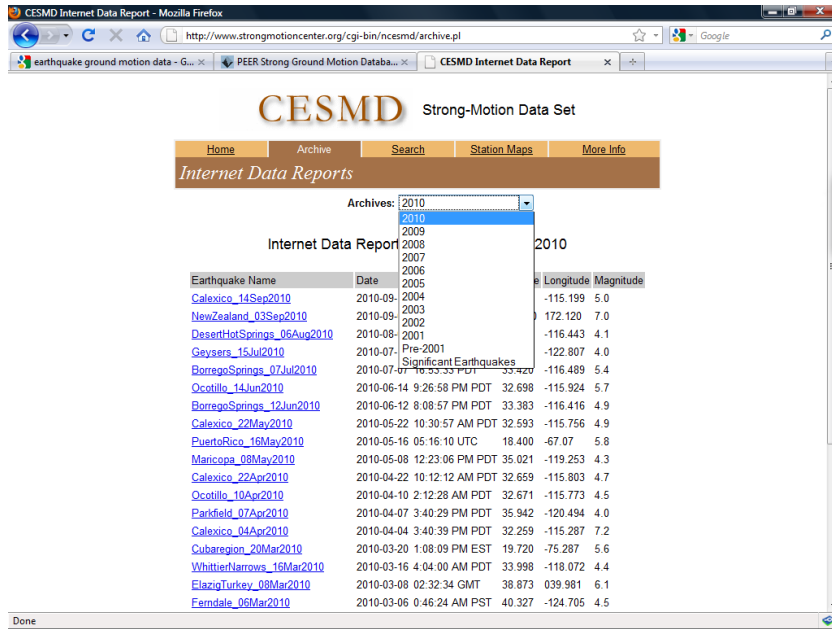 CESMD Internet Data Report - Mozilla Firefox
http://www.strongmotioncenter.org/cgi-bin/ncesmd/archive.pl
Google
earthquake ground motion data - G...
PEER Strong Ground Motion Databa...
CESMD Internet Data Report
CESMD Strong-Motion Data Set
Home Archive Search Station Maps More Info
Internet Data Reports
Archives: 2010
2010
2009
2008
2007
2006
2005
2004
2003
2002
2001
Pre-2001
Significant Earthquakes
Internet Data Report 2010
Earthquake Name Date e Longitude Magnitude
Calexico_14Sep2010 2010-09- -115.199 5.0
NewZealand_03Sep2010 2010-09- 172.120 7.0
DesertHotSprings_06Aug2010 2010-08- -116.443 4.1
Geysers_15Jul2010 2010-07- -122.807 4.0
BorregoSprings_07Jul2010 2010-07-07 16:53:33 PDT 33.420 -116.489 5.4
Ocotillo_14Jun2010 2010-06-14 9:26:58 PM PDT 32.698 -115.924 5.7
BorregoSprings_12Jun2010 2010-06-12 8:08:57 PM PDT 33.383 -116.416 4.9
Calexico_22May2010 2010-05-22 10:30:57 AM PDT 32.593 -115.756 4.9
PuertoRico_16May2010 2010-05-16 05:16:10 UTC 18.400 -67.07 5.8
Maricopa_08May2010 2010-05-08 12:23:06 PM PDT 35.021 -119.253 4.3
Calexico_22Apr2010 2010-04-22 10:12:12 AM PDT 32.659 -115.803 4.7
Ocotillo_10Apr2010 2010-04-10 2:12:28 AM PDT 32.671 -115.773 4.5
Parkfield_07Apr2010 2010-04-07 3:40:29 PM PDT 35.942 -120.494 4.0
Calexico_04Apr2010 2010-04-04 3:40:39 PM PDT 32.259 -115.287 7.2
Cubaregion_20Mar2010 2010-03-20 1:08:09 PM EST 19.720 -75.287 5.6
WhittierNarrows_16Mar2010 2010-03-16 4:04:00 AM PDT 33.998 -118.072 4.4
ElazigTurkey_08Mar2010 2010-03-08 02:32:34 GMT 38.873 039.981 6.1
Ferndale_06Mar2010 2010-03-06 0:46:24 AM PST 40.327 -124.705 4.5
Done